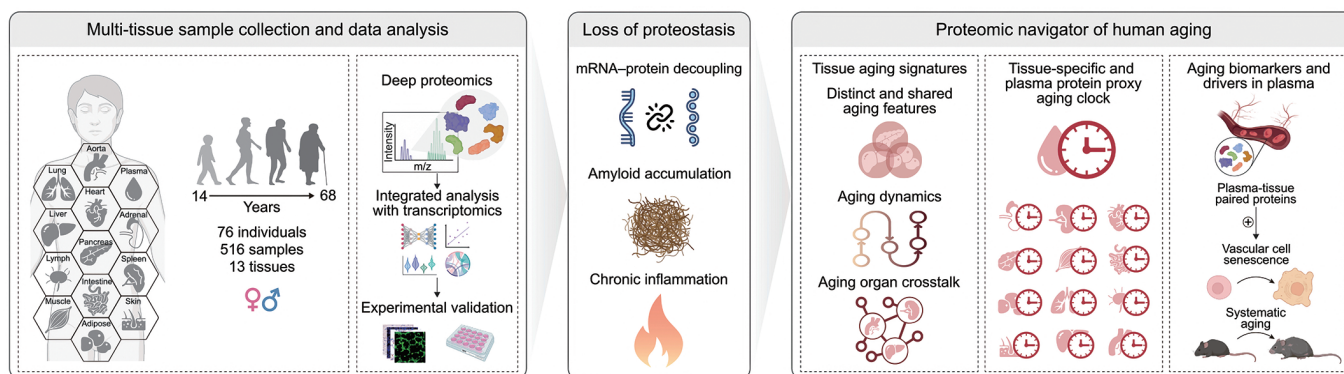 Multi-tissue sample collection and data analysis
Aorta
Lung
Plasma
Heart
Liver
Adrenal
Pancreas
Lymph
Spleen
Intestine
Muscle
Skin
Adipose
14
68
Years
76 individuals
516 samples
13 tissues
Deep proteomics
Intensity
m/z
Integrated analysis
with transcriptomics
Experimental validation
Loss of proteostasis
mRNA–protein decoupling
Amyloid accumulation
Chronic inflammation
Proteomic navigator of human aging
Tissue aging signatures
Distinct and shared
aging features
Aging dynamics
Aging organ crosstalk
Tissue-specific and
plasma protein proxy
aging clock
Aging biomarkers and
drivers in plasma
Plasma-tissue
paired proteins
Vascular cell
senescence
Systematic
aging